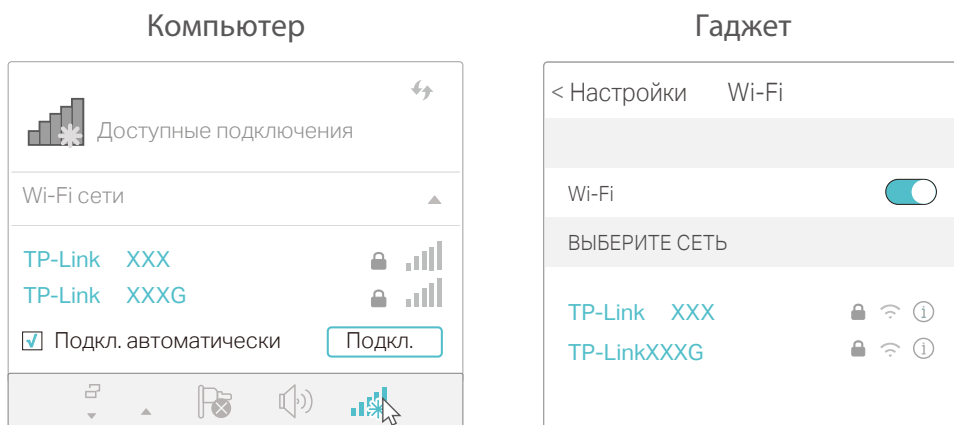 Компьютер
Доступные подключения
Wi-Fi сети
TP-Link XXX
TP-Link XXXG
Подкл. автоматически Подкл.
Гаджет
< Настройки Wi-Fi
Wi-Fi
ВЫБЕРИТЕ СЕТЬ
TP-Link XXX
TP-LinkXXXG